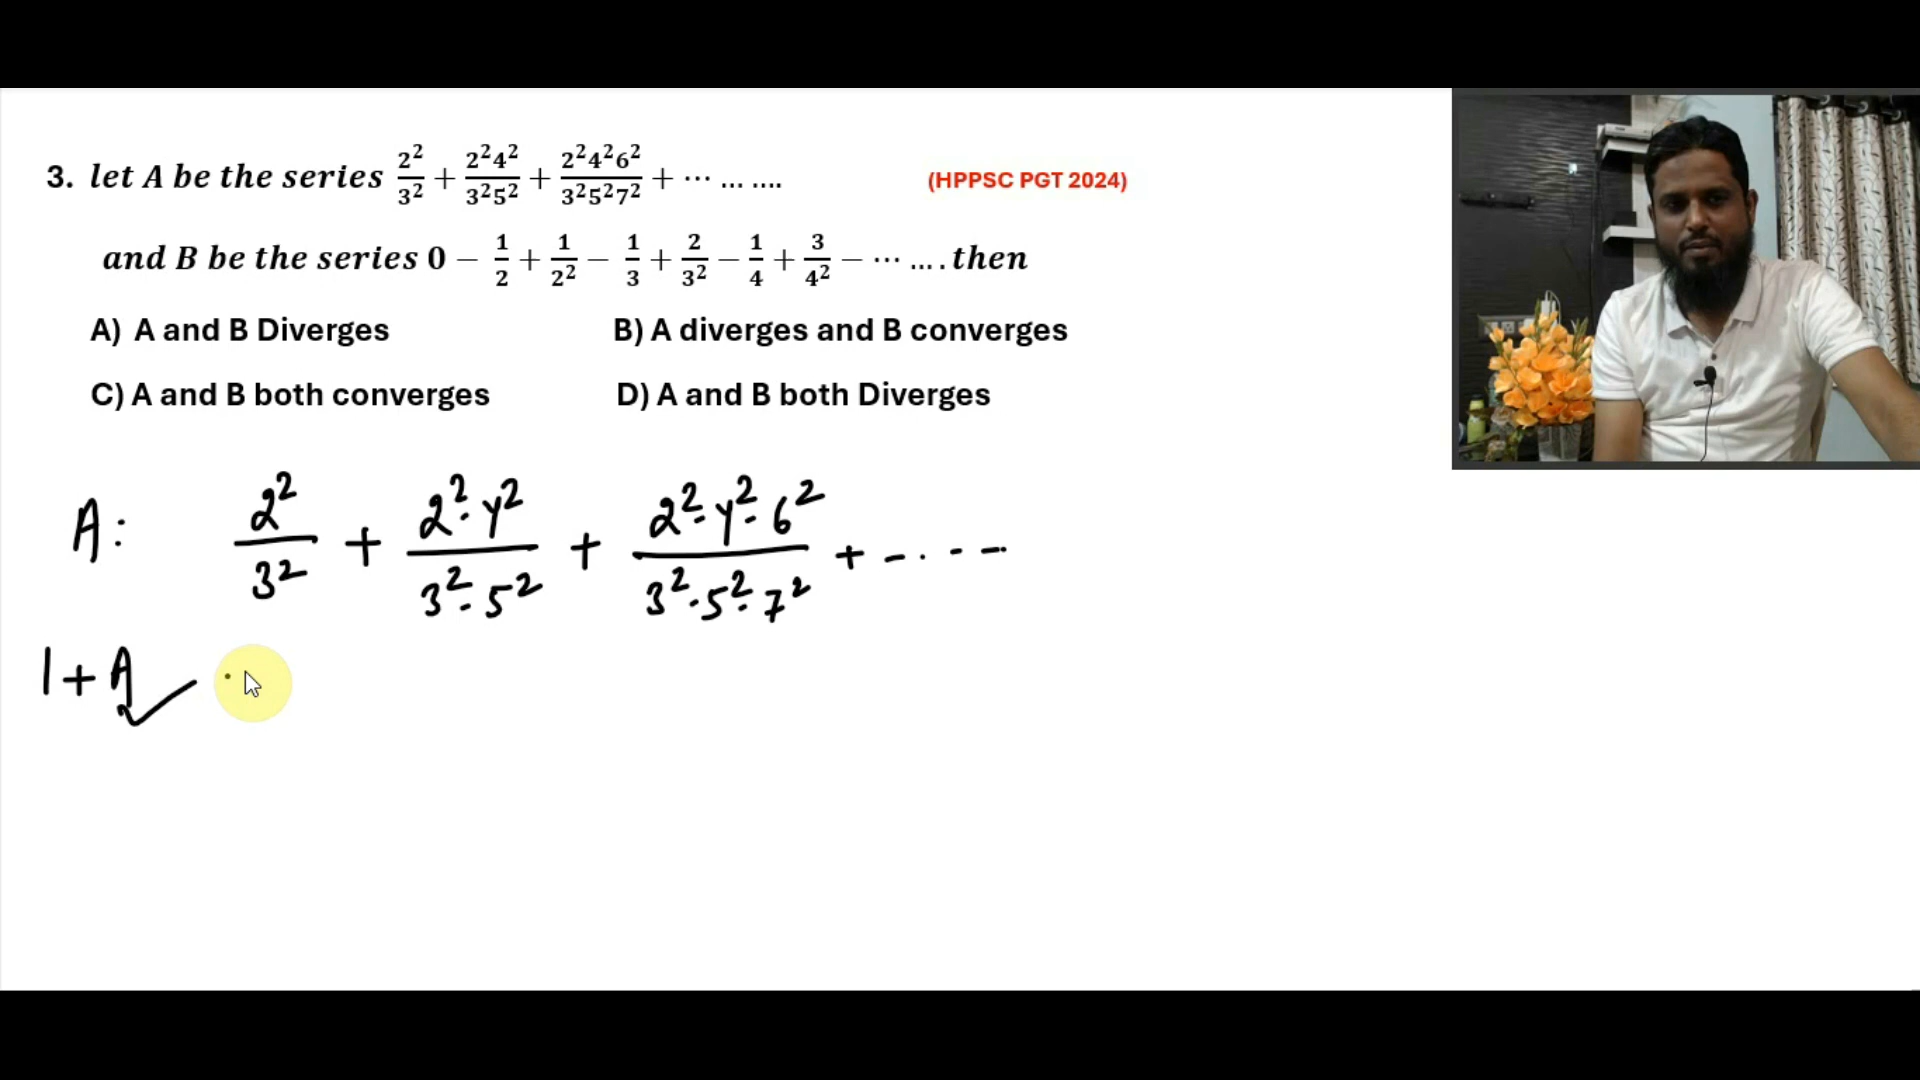 3. let A be the series 2²/3² + 2²4²/3²5² + 2²4²6²/3²5²7² + ⋯ … …. (HPPSC PGT 2024)
and B be the series 0 − 1/2 + 1/2² − 1/3 + 2/3² − 1/4 + 3/4² − ⋯ … . then
A) A and B Diverges B) A diverges and B converges
C) A and B both converges D) A and B both Diverges
A: 2²/3² + 2²·4²/3²·5² + 2²·4²·6²/3²·5²·7² + -----
1+A